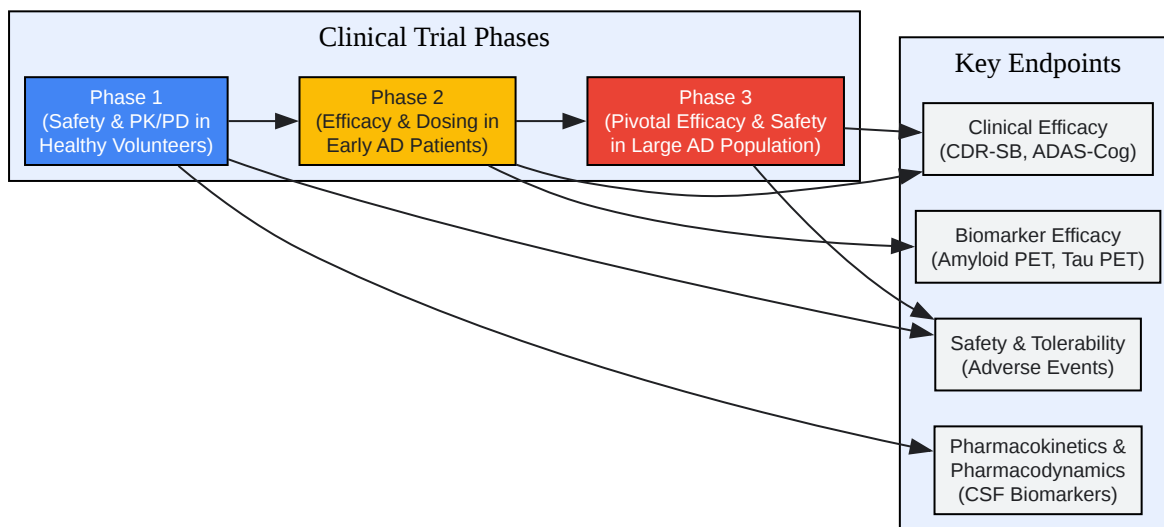 Clinical Trial Phases
Phase 1
(Safety & PK/PD in
Healthy Volunteers)
Phase 2
(Efficacy & Dosing in
Early AD Patients)
Phase 3
(Pivotal Efficacy & Safety
in Large AD Population)
Key Endpoints
Clinical Efficacy
(CDR-SB, ADAS-Cog)
Biomarker Efficacy
(Amyloid PET, Tau PET)
Safety & Tolerability
(Adverse Events)
Pharmacokinetics &
Pharmacodynamics
(CSF Biomarkers)